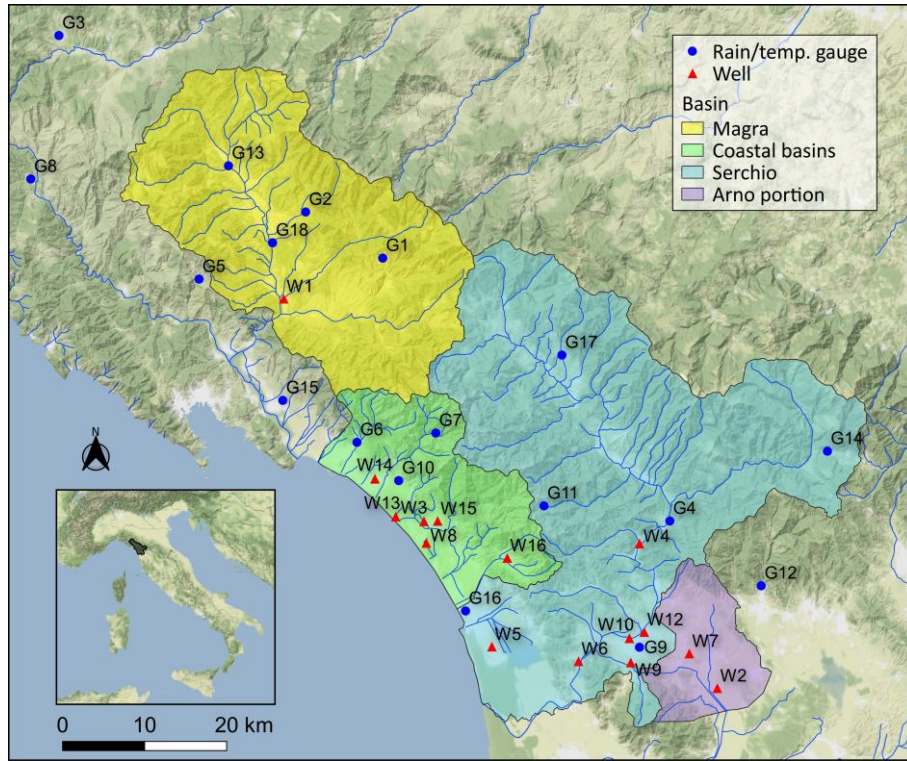 G3
Rain/temp. gauge
Well
Basin
Magra
Coastal basins
Serchio
Arno portion
G13
G8
G2
G18
G1
G5
W1
G17
G15
G7
G6
G14
W14
G10
G11
W13
W3
W15
G4
W8
W4
W16
G12
G16
W10
W12
W5
W6
G9
W7
W9
W2
N
0
10
20 km